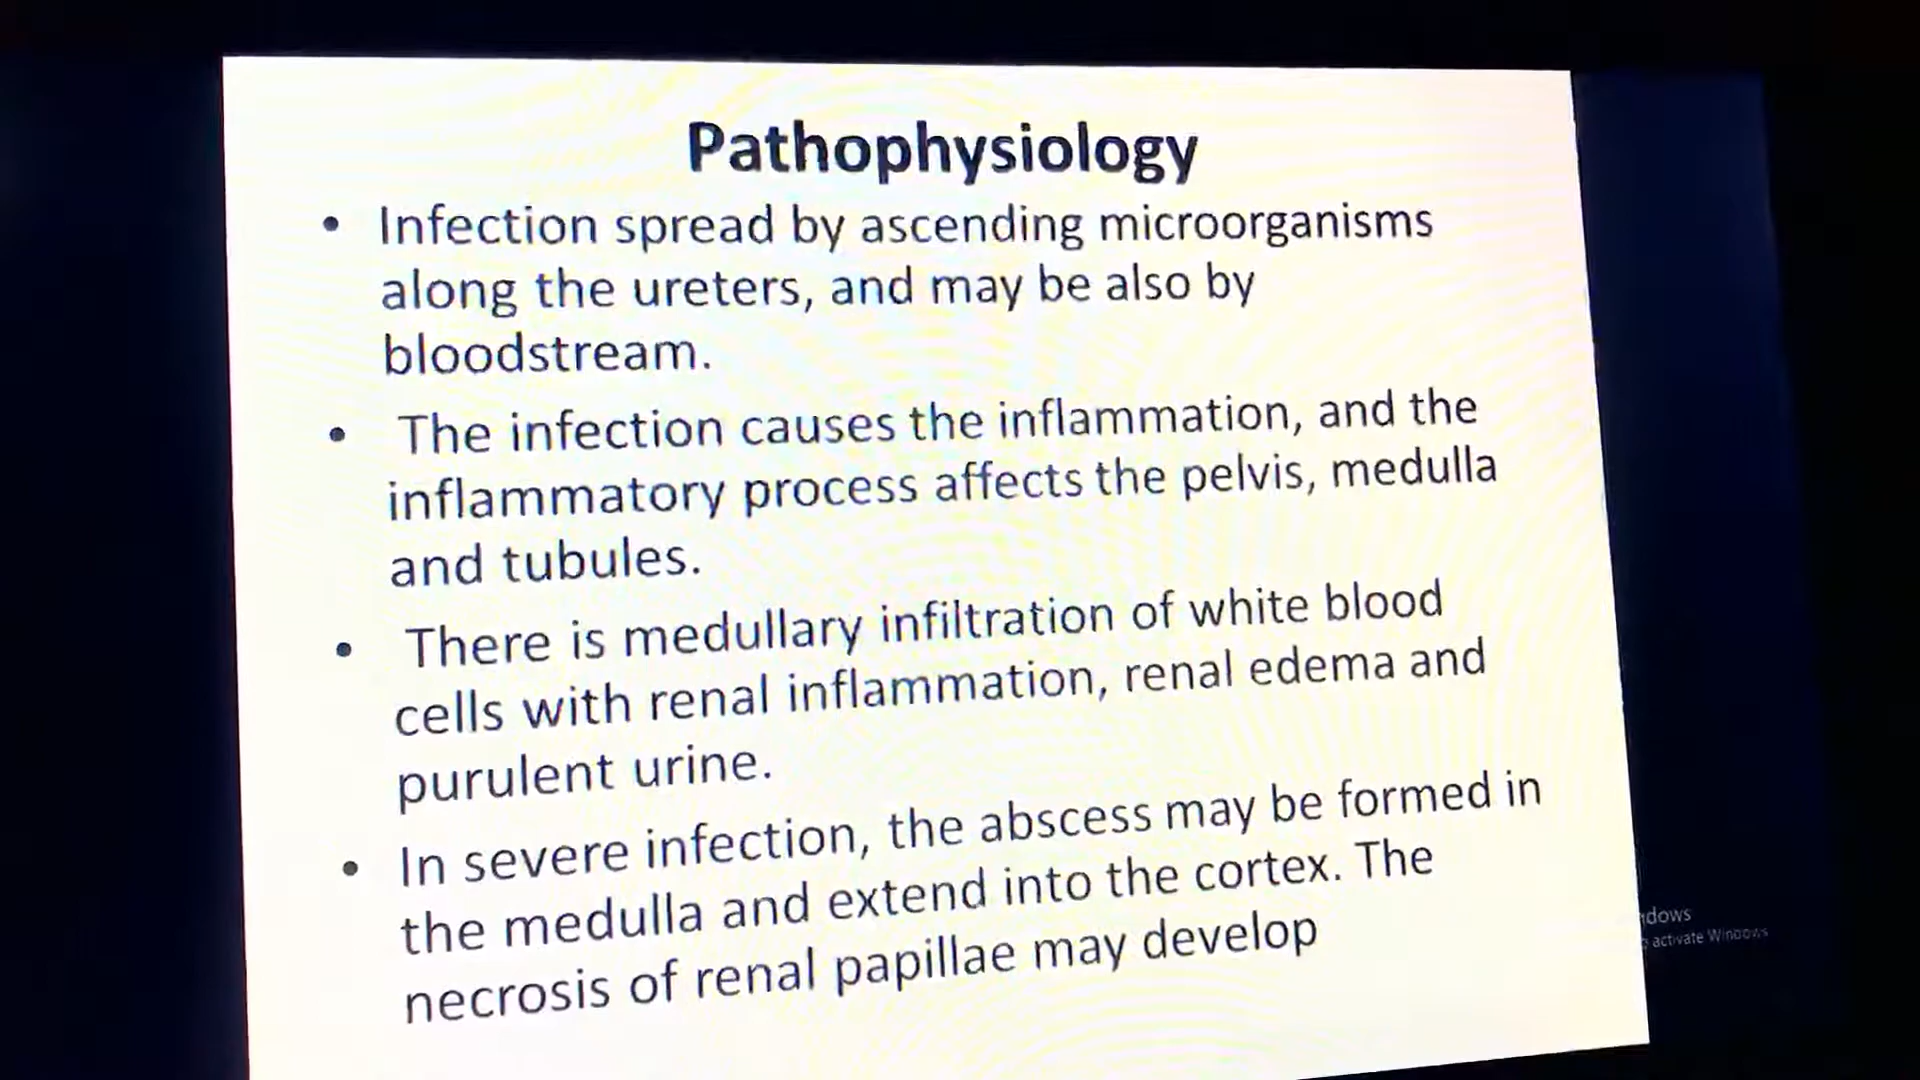 Pathophysiology
• Infection spread by ascending microorganisms
along the ureters, and may be also by
bloodstream.
• The infection causes the inflammation, and the
inflammatory process affects the pelvis, medulla
and tubules.
• There is medullary infiltration of white blood
cells with renal inflammation, renal edema and
purulent urine.
• In severe infection, the abscess may be formed in
the medulla and extend into the cortex. The
necrosis of renal papillae may develop
dows
activate Windows